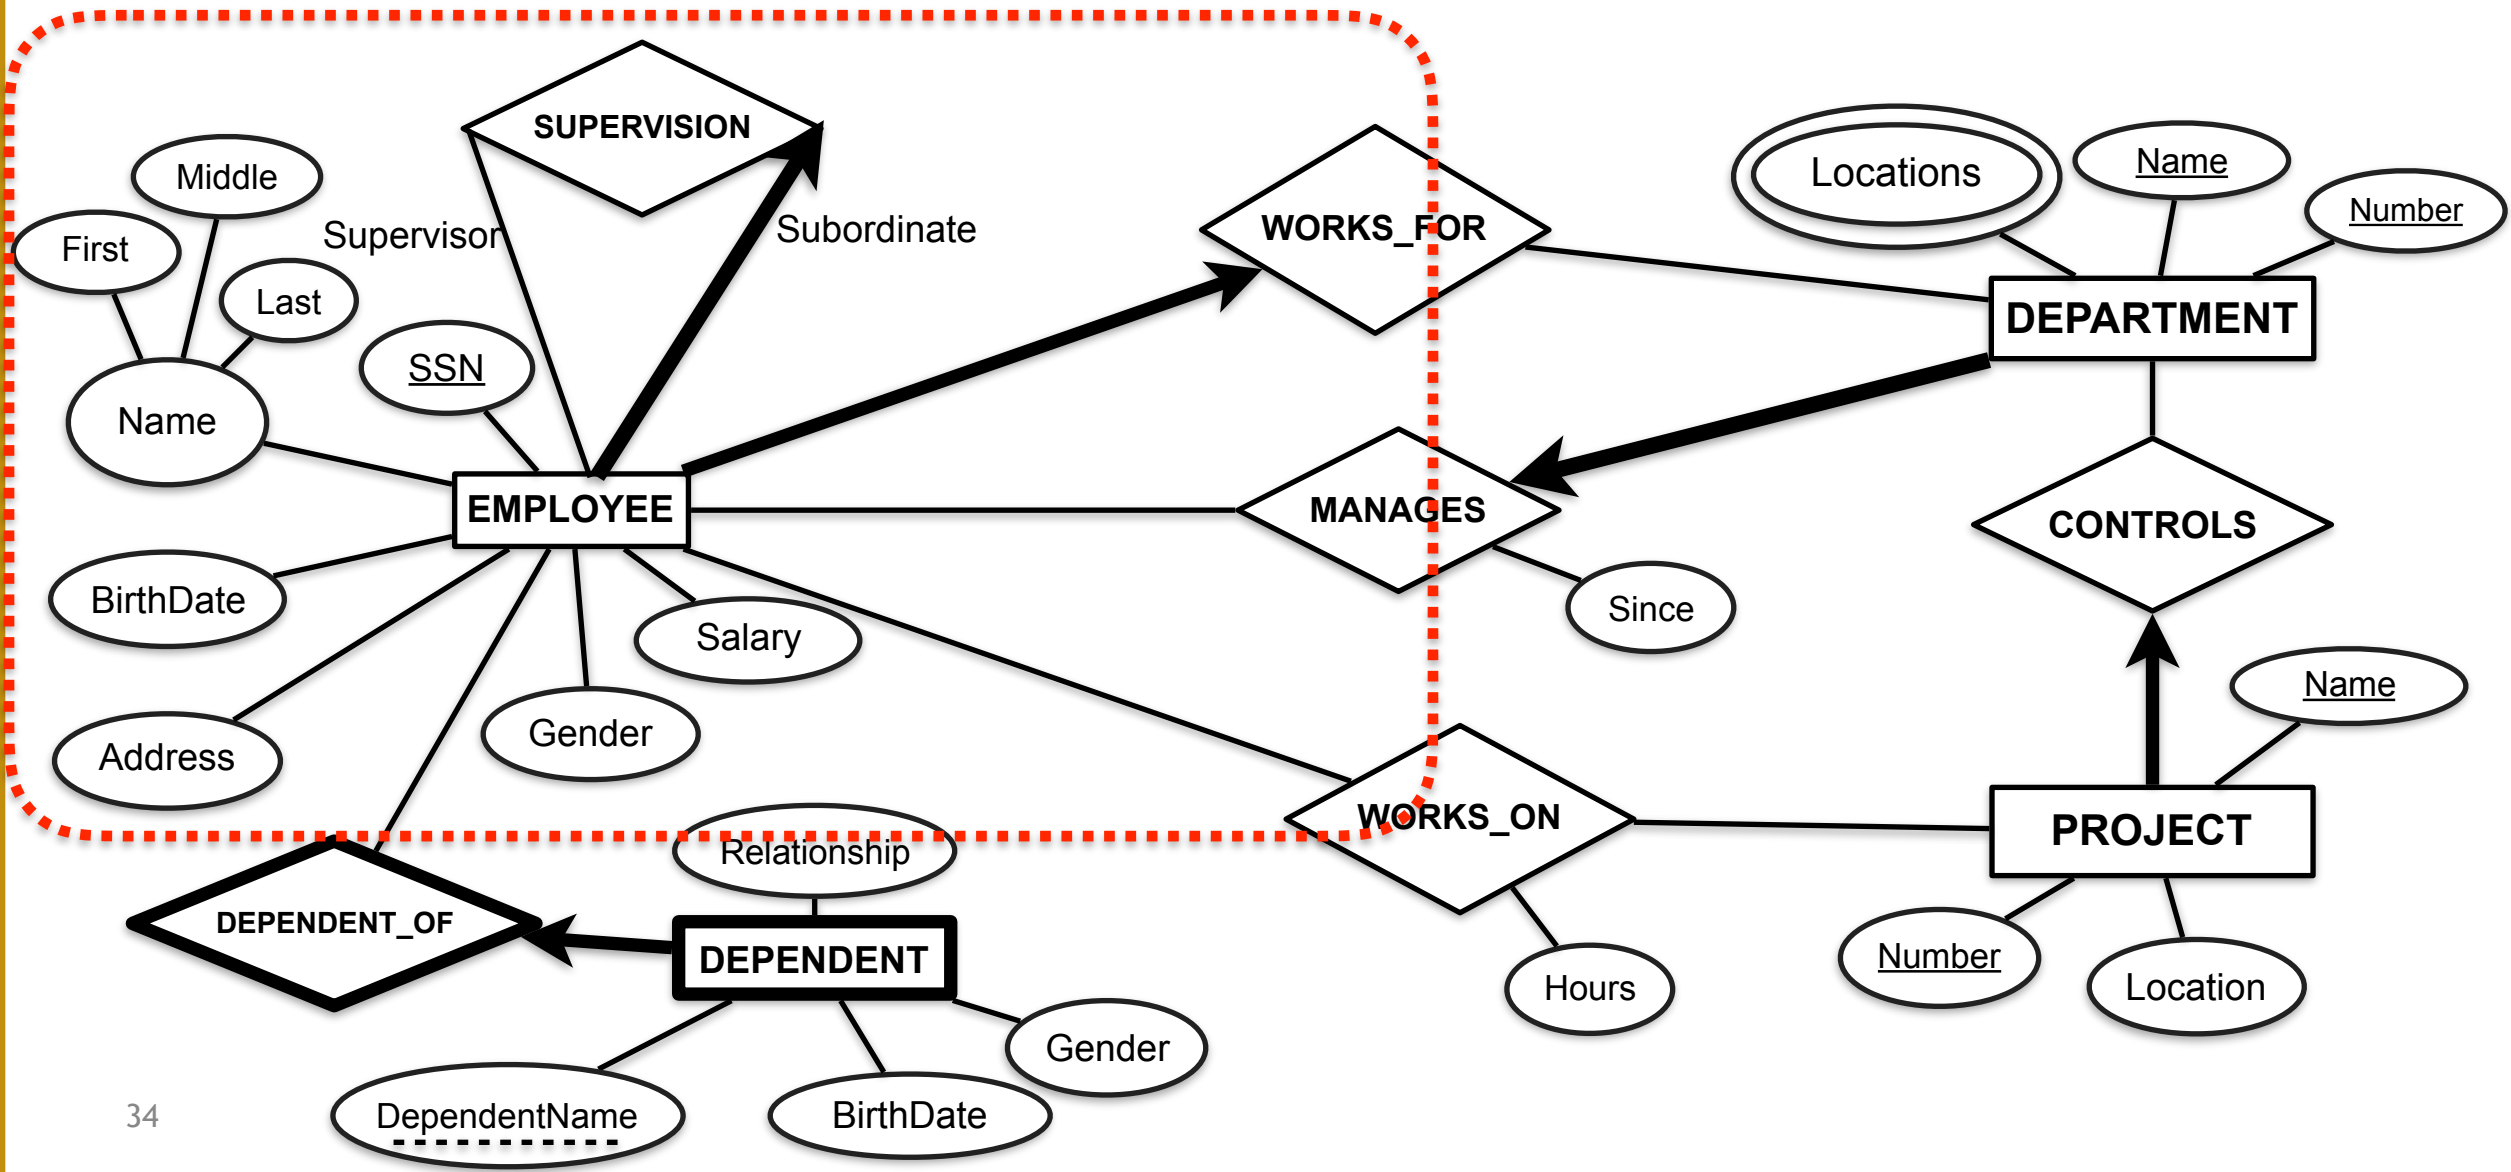 SUPERVISION
Middle
Locations
Name
Number
First
Supervisor
Subordinate
WORKS_FOR
Last
DEPARTMENT
SSN
Name
EMPLOYEE
MANAGES
CONTROLS
BirthDate
Since
Salary
Name
Gender
Address
WORKS_ON
PROJECT
Relationship
DEPENDENT_OF
DEPENDENT
Number
Hours
Location
Gender
34
DependentName
BirthDate